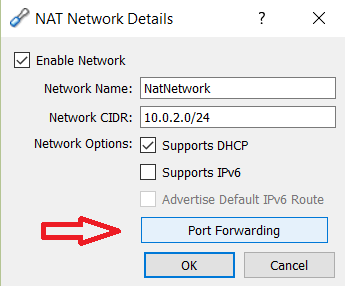 NAT Network Details
Enable Network
Network Name: NatNetwork
Network CIDR: 10.0.2.0/24
Network Options: Supports DHCP
Supports IPv6
Advertise Default IPv6 Route
Port Forwarding
OK Cancel